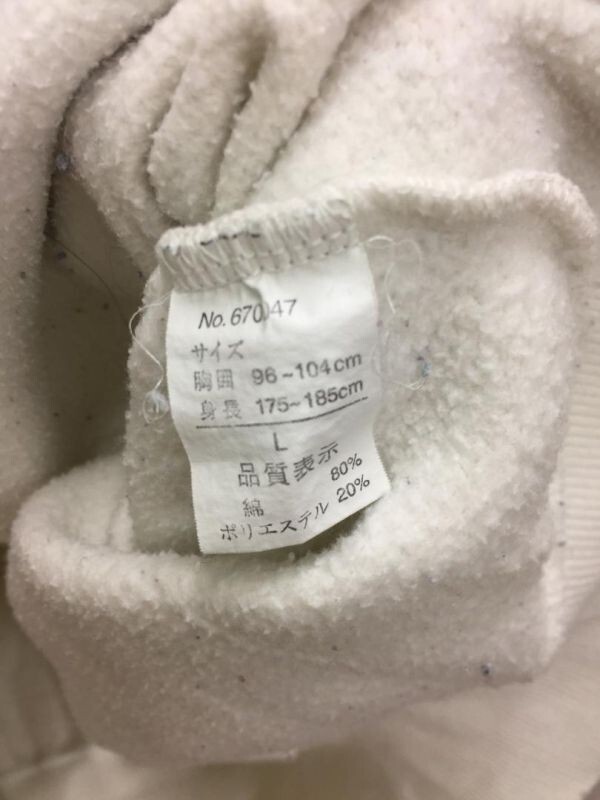 No. 67047
サイズ
胸囲 96~104cm
身長 175~185cm
L
品質表示
綿 80%
ポリエステル 20%